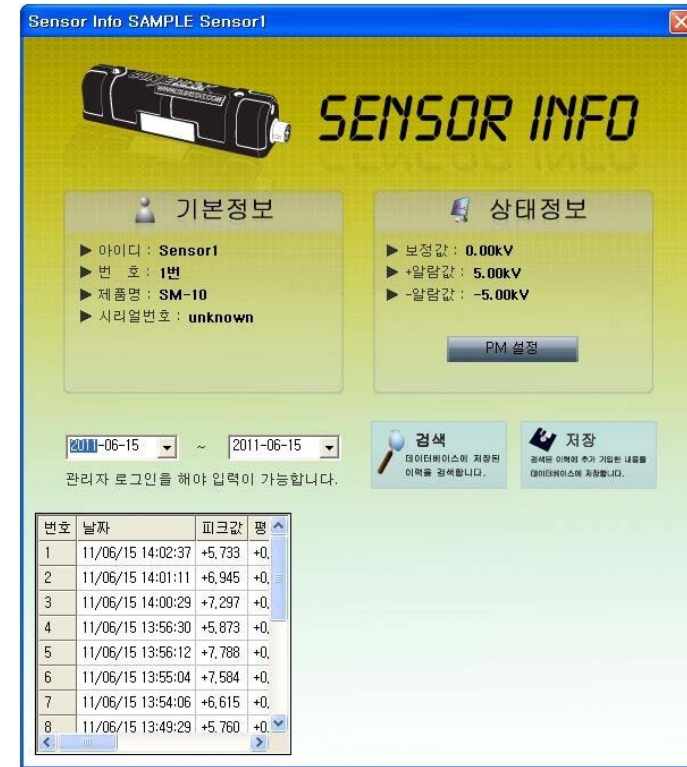 Sensor Info SAMPLE Sensor1
SENSOR INFO
기본정보
▶ 아이디 : Sensor1
▶ 번 호 : 1번
▶ 제품명 : SM-10
▶ 시리얼번호 : unknown
상태정보
▶ 보정값 : 0.00kV
▶ +알람값 : 5.00kV
▶ -알람값 : -5.00kV
PM 설정
2011-06-15 ~ 2011-06-15
관리자 로그인을 해야 입력이 가능합니다.
검색
데이터베이스에 저장된
이력을 검색합니다.
저장
검색된 이력에 추가 기입한 내용을
데이터베이스에 저장합니다.
번호 날짜 피크값 평
1 11/06/15 14:02:37 +5,733 +0,
2 11/06/15 14:01:11 +6,945 +0,
3 11/06/15 14:00:29 +7,297 +0,
4 11/06/15 13:56:30 +5,873 +0,
5 11/06/15 13:56:12 +7,788 +0,
6 11/06/15 13:55:04 +7,584 +0,
7 11/06/15 13:54:06 +6,615 +0,
8 11/06/15 13:49:29 +5,760 +0